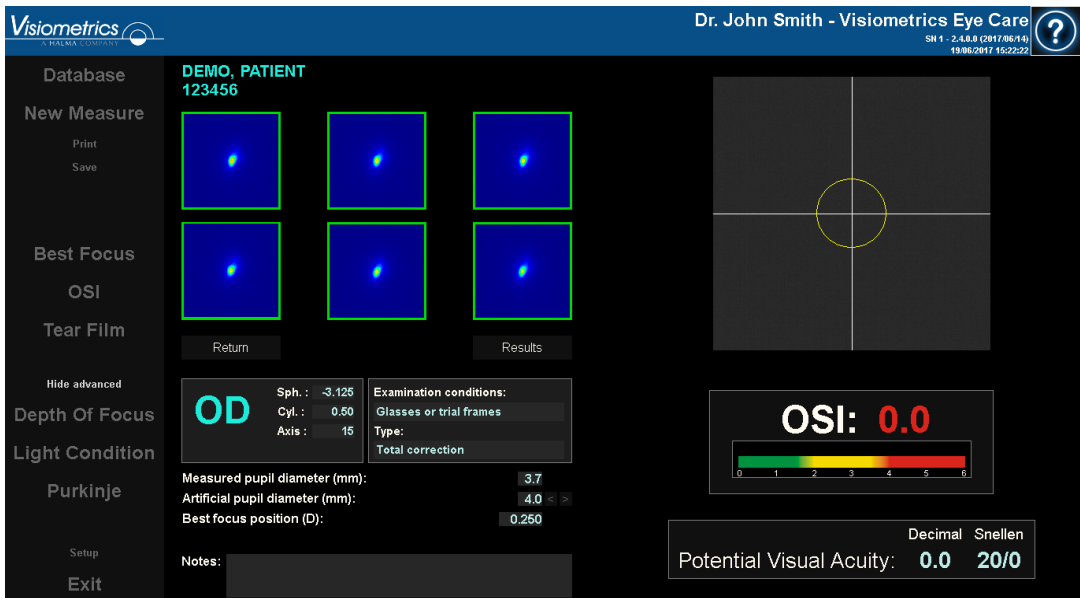 Visiometrics
A HALMA COMPANY
Dr. John Smith - Visiometrics Eye Care
SN 1 - 2.4.0.0 (2017/06/14)
19/06/2017 15:22:22
?
Database
New Measure
Print
Save
Best Focus
OSI
Tear Film
Hide advanced
Depth Of Focus
Light Condition
Purkinje
Setup
Exit
DEMO, PATIENT
123456
Return
Results
OD
Sph. : -3.125
Cyl. : 0.50
Axis : 15
Examination conditions:
Glasses or trial frames
Type:
Total correction
Measured pupil diameter (mm): 3.7
Artificial pupil diameter (mm): 4.0 < >
Best focus position (D): 0.250
Notes:
OSI: 0.0
0 1 2 3 4 5 6
Decimal Snellen
Potential Visual Acuity: 0.0 20/0